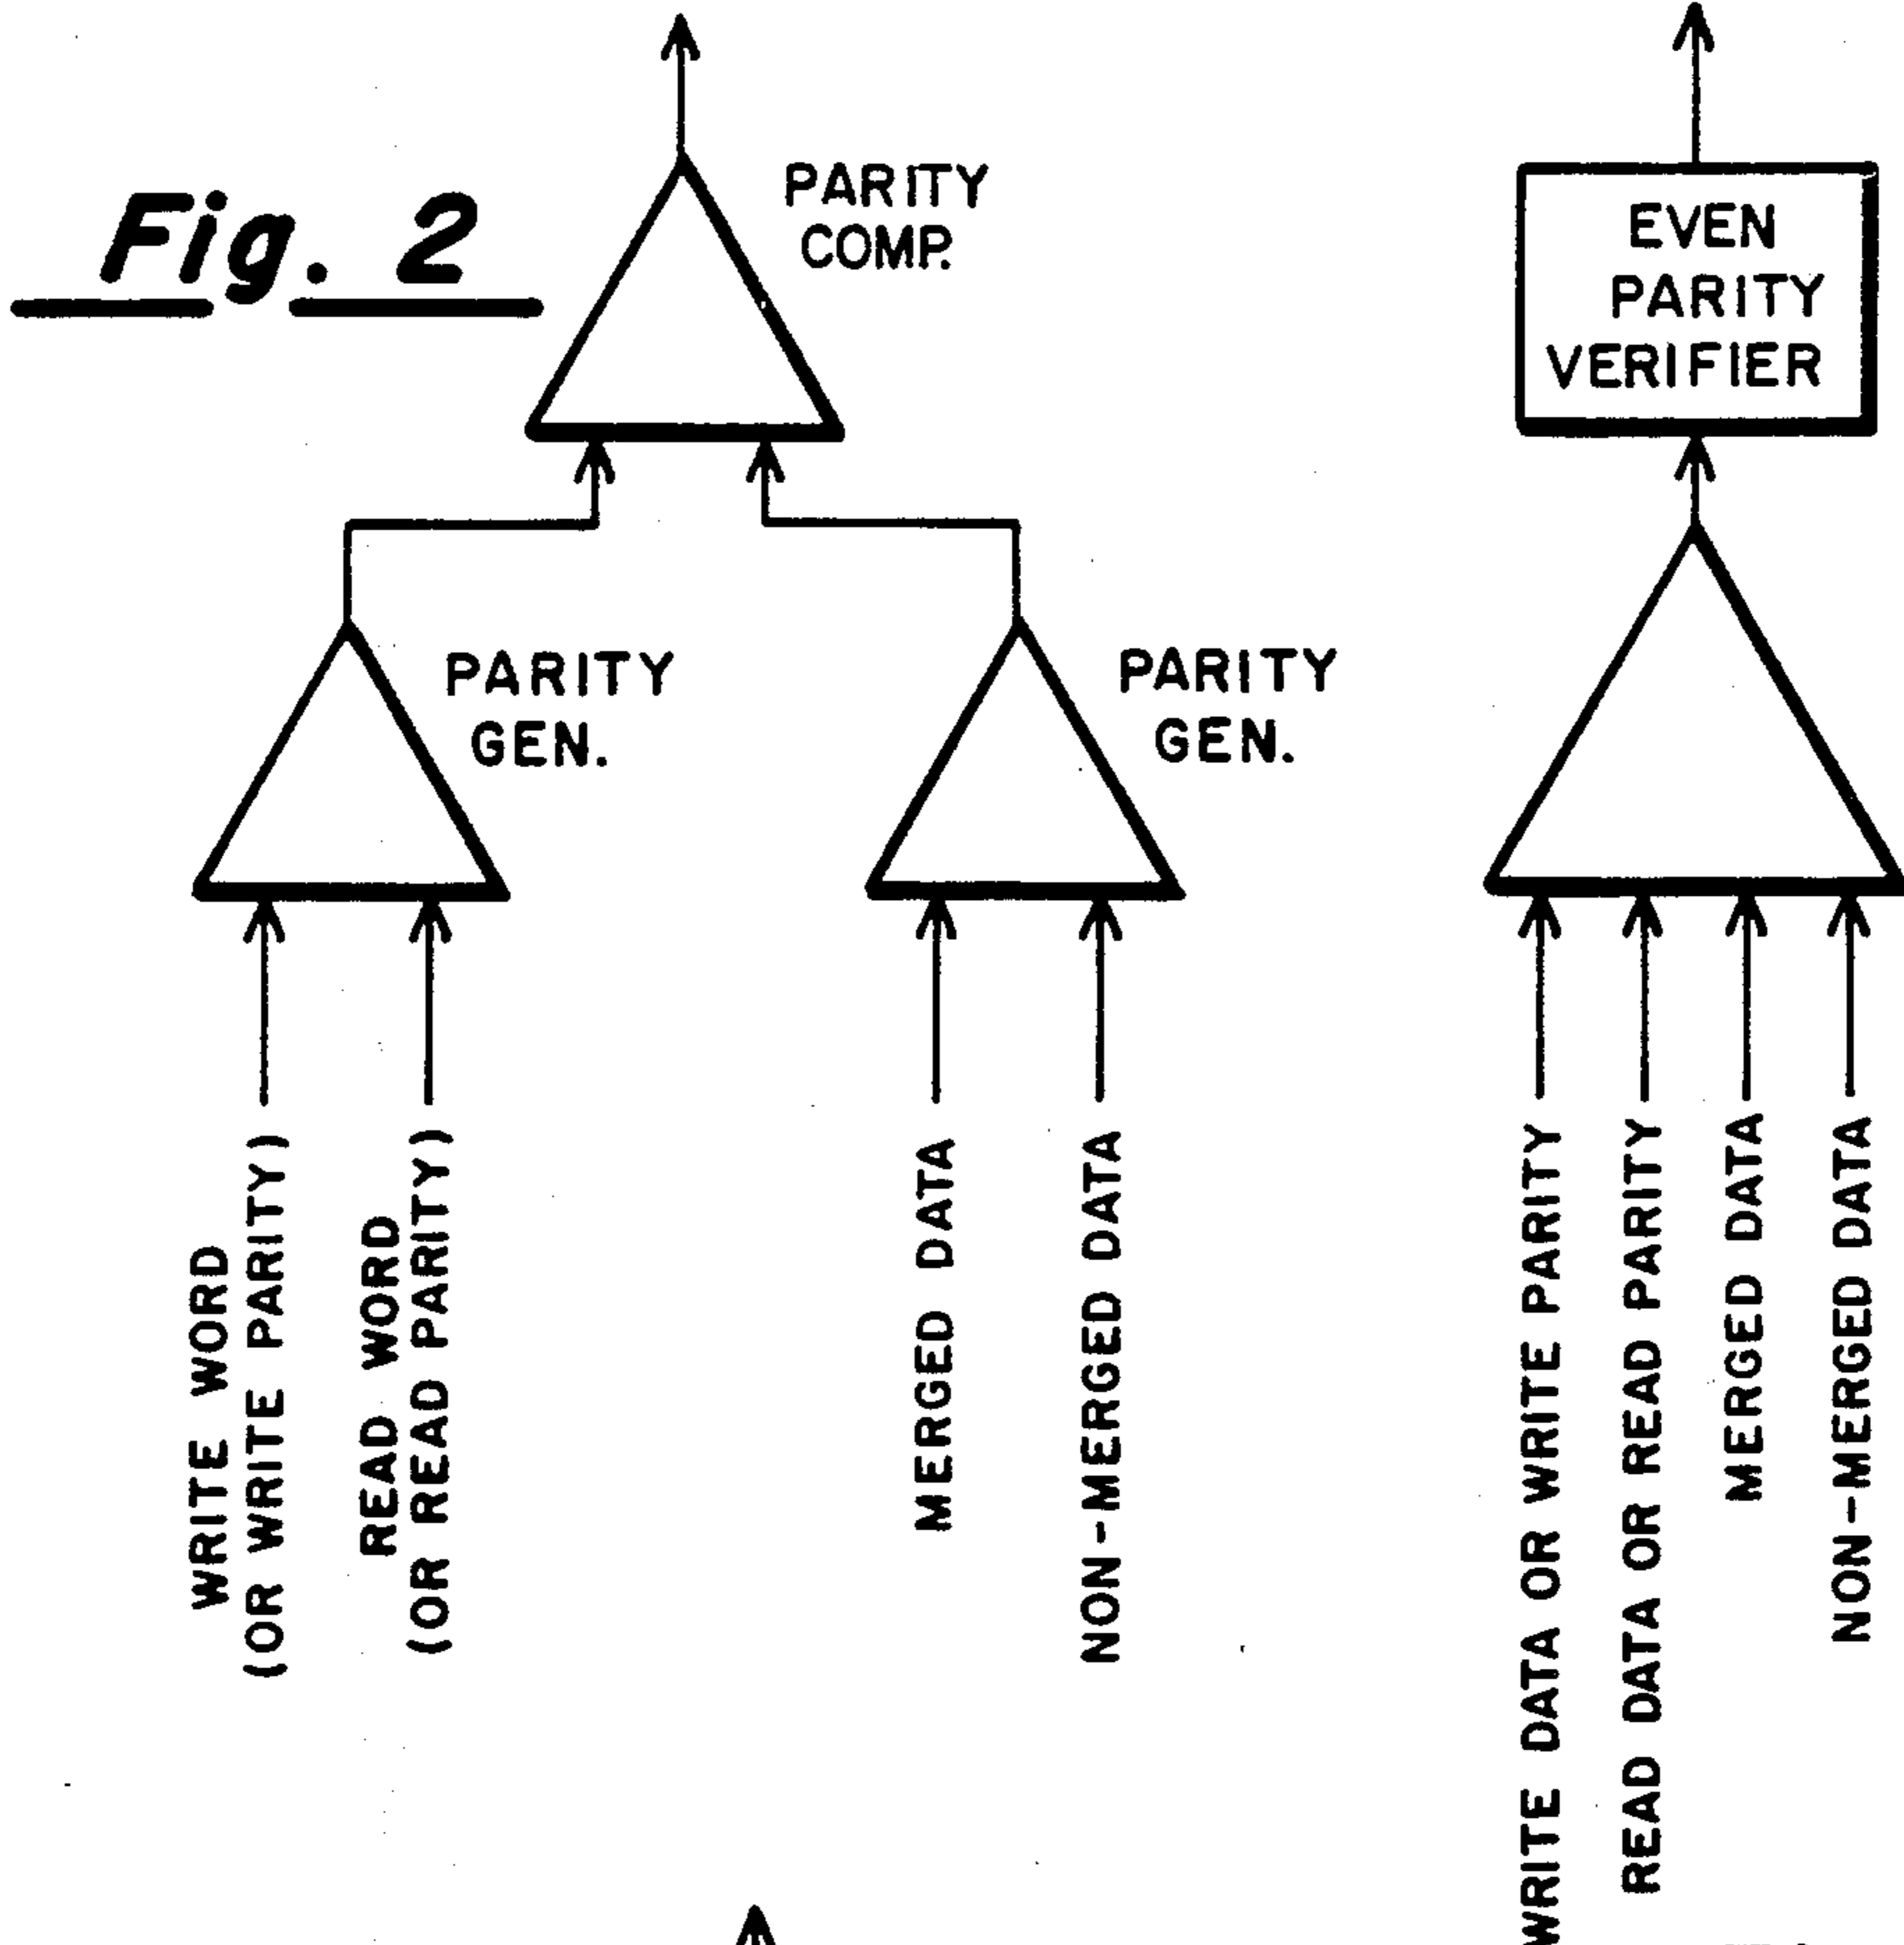 Fig. 2
PARITY
COMP.
EVEN
PARITY
VERIFIER
PARITY
GEN.
PARITY
GEN.
WRITE WORD
(OR WRITE PARITY)
READ WORD
(OR READ PARITY)
MERGED DATA
NON-MERGED DATA
WRITE DATA OR WRITE PARITY
READ DATA OR READ PARITY
MERGED DATA
NON-MERGED DATA